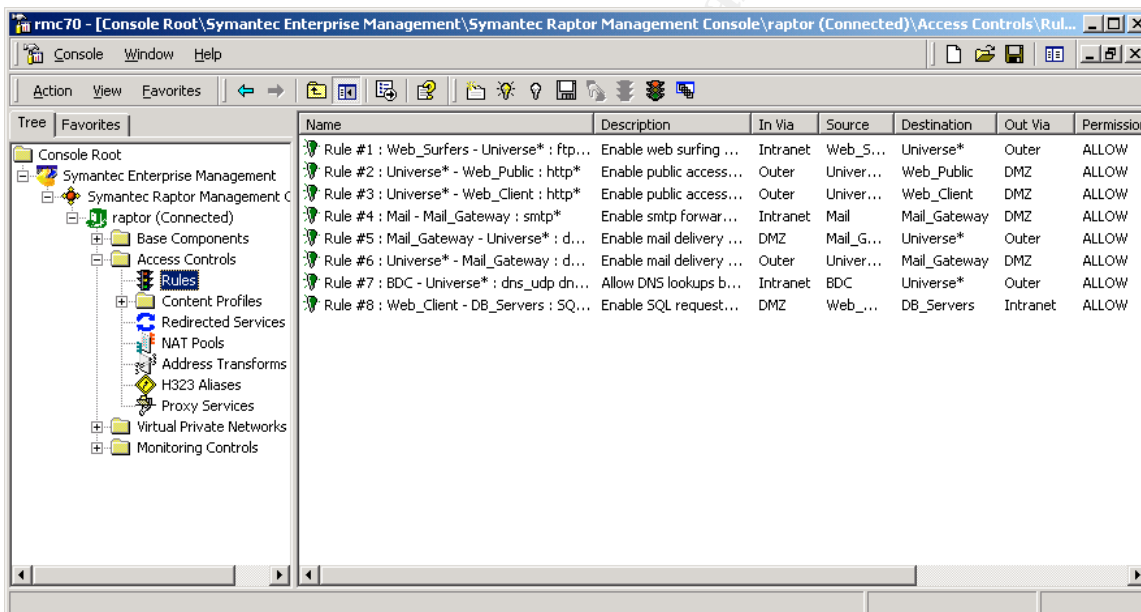 rmc70 - [Console Root\Symantec Enterprise Management\Symantec Raptor Management Console\raptor (Connected)\Access Controls\Rul...
Console Window Help
Action View Favorites
Tree Favorites
Name Description In Via Source Destination Out Via Permission
Console Root
Symantec Enterprise Management
Symantec Raptor Management C
raptor (Connected)
Base Components
Access Controls
Rules
Content Profiles
Redirected Services
NAT Pools
Address Transforms
H323 Aliases
Proxy Services
Virtual Private Networks
Monitoring Controls
Rule #1 : Web_Surfers - Universe* : ftp... Enable web surfing ... Intranet Web_S... Universe* Outer ALLOW
Rule #2 : Universe* - Web_Public : http* Enable public access... Outer Univer... Web_Public DMZ ALLOW
Rule #3 : Universe* - Web_Client : http* Enable public access... Outer Univer... Web_Client DMZ ALLOW
Rule #4 : Mail - Mail_Gateway : smtp* Enable smtp forwar... Intranet Mail Mail_Gateway DMZ ALLOW
Rule #5 : Mail_Gateway - Universe* : d... Enable mail delivery ... DMZ Mail_G... Universe* Outer ALLOW
Rule #6 : Universe* - Mail_Gateway : d... Enable mail delivery ... Outer Univer... Mail_Gateway DMZ ALLOW
Rule #7 : BDC - Universe* : dns_udp dn... Allow DNS lookups b... Intranet BDC Universe* Outer ALLOW
Rule #8 : Web_Client - DB_Servers : SQ... Enable SQL request... DMZ Web_... DB_Servers Intranet ALLOW